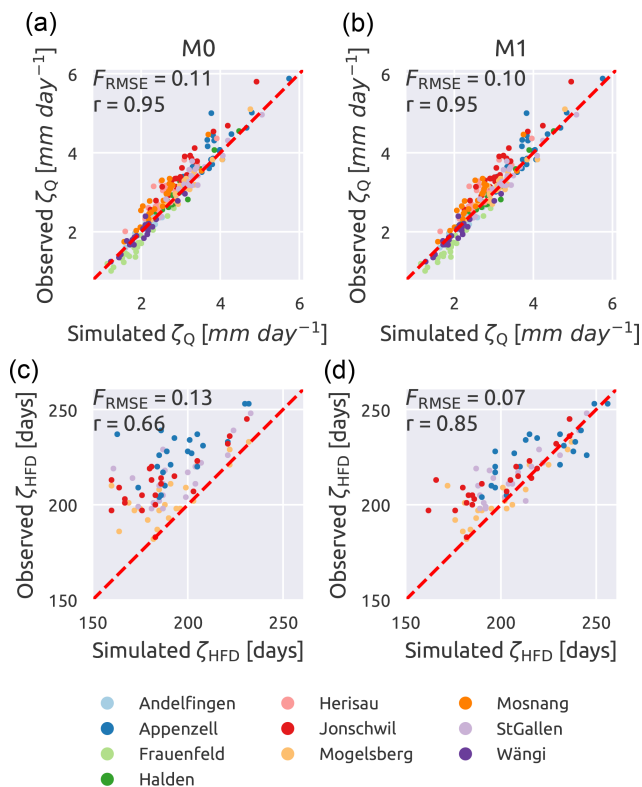 (a)
M0
(b)
M1
F_RMSE = 0.11
r = 0.95
F_RMSE = 0.10
r = 0.95
Observed ζ_Q [mm day⁻¹]
6
4
2
2
4
6
Simulated ζ_Q [mm day⁻¹]
Observed ζ_Q [mm day⁻¹]
6
4
2
2
4
6
Simulated ζ_Q [mm day⁻¹]
(c)
(d)
F_RMSE = 0.13
r = 0.66
F_RMSE = 0.07
r = 0.85
Observed ζ_HFD [days]
250
200
150
150
200
250
Simulated ζ_HFD [days]
Observed ζ_HFD [days]
250
200
150
150
200
250
Simulated ζ_HFD [days]
Andelfingen
Appenzell
Frauenfeld
Halden
Herisau
Jonschwil
Mogelsberg
Mosnang
StGallen
Wängi